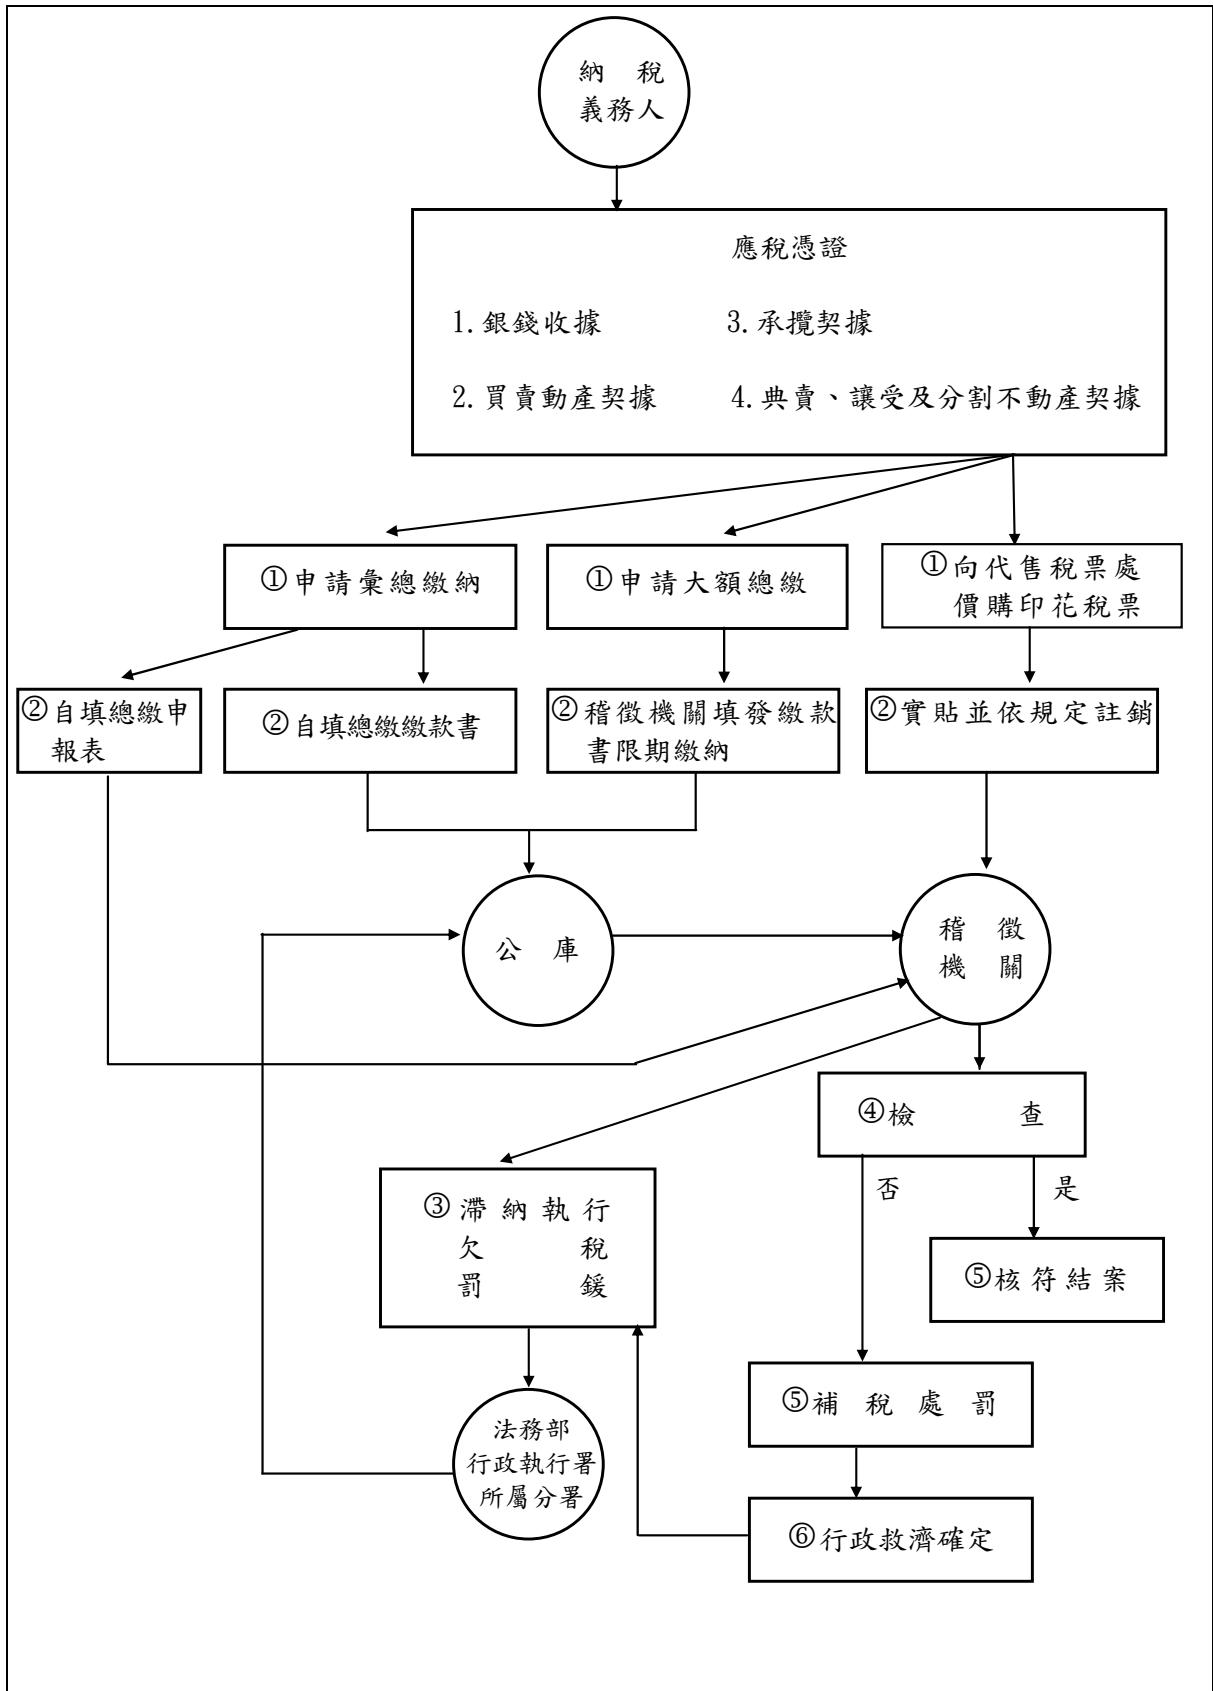 納　稅
義務人
應稅憑證
1. 銀錢收據
3. 承攬契據
2. 買賣動產契據
4. 典賣、讓受及分割不動產契據
①申請彙總繳納
①申請大額總繳
①向代售稅票處
價購印花稅票
②自填總繳申
報表
②自填總繳繳款書
②稽徵機關填發繳款
書限期繳納
②實貼並依規定註銷
公　庫
稽　徵
機　關
④檢　　　查
否
是
③滯納執行
欠　　　稅
罰　　　鍰
⑤核符結案
⑤補 稅 處 罰
法務部
行政執行署
所屬分署
⑥行政救濟確定